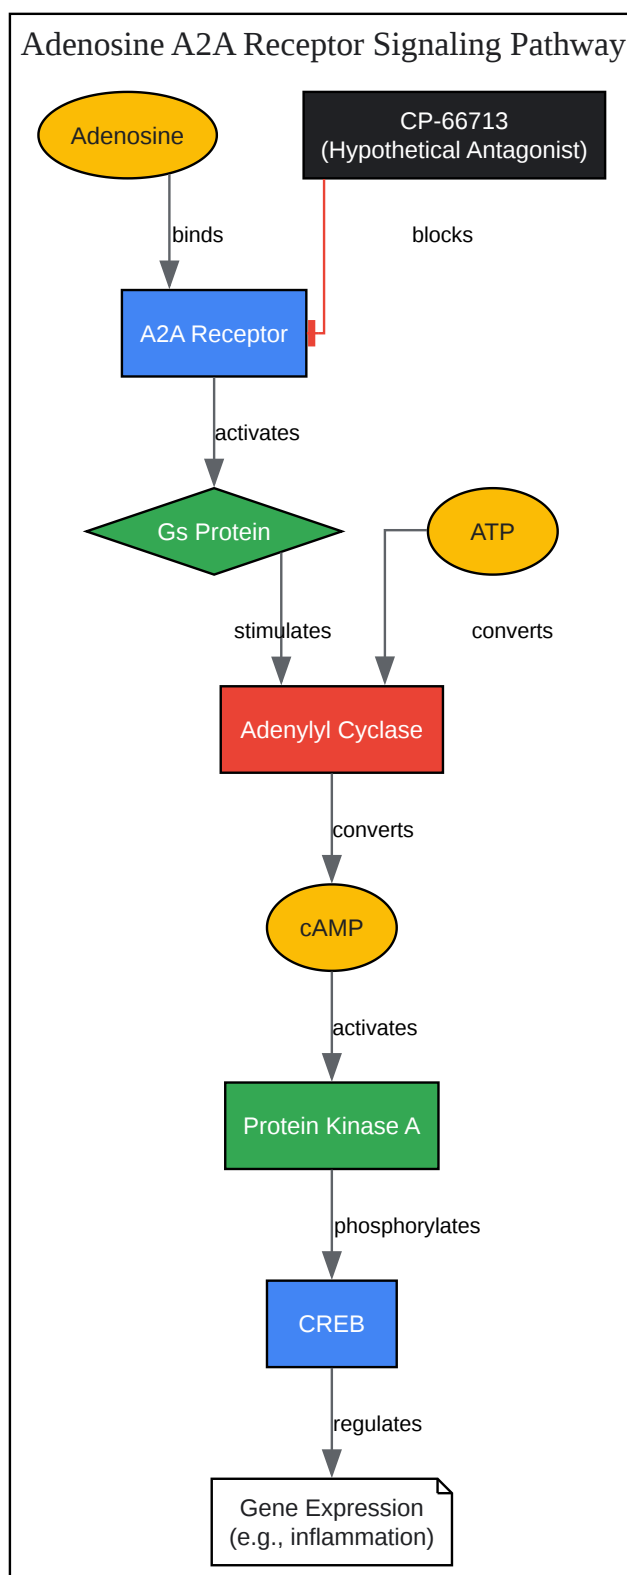 Adenosine A2A Receptor Signaling Pathway
Adenosine
CP-66713
(Hypothetical Antagonist)
binds
blocks
A2A Receptor
activates
Gs Protein
ATP
stimulates
converts
Adenylyl Cyclase
converts
cAMP
activates
Protein Kinase A
phosphorylates
CREB
regulates
Gene Expression
(e.g., inflammation)